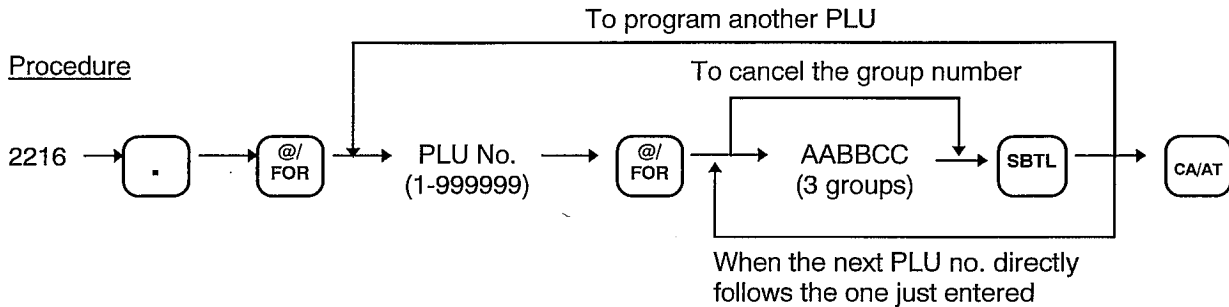 To program another PLU
Procedure
To cancel the group number
2216
.
@/
FOR
PLU No.
(1-999999)
@/
FOR
AABBCC
(3 groups)
SBTL
CA/AT
When the next PLU no. directly
follows the one just entered